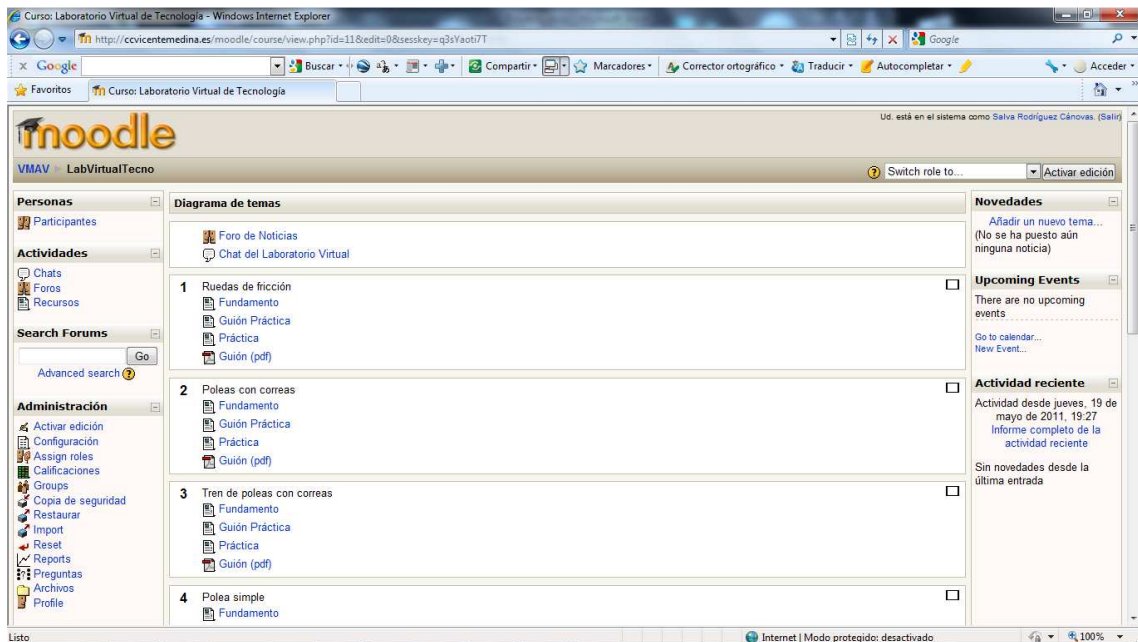 Curso: Laboratorio Virtual de Tecnología - Windows Internet Explorer
http://ccvicentemedina.es/moodle/course/view.php?id=11&edit=0&sesskey=q3sYaoti7T
Google
x Google
Buscar
Compartir
Marcadores
Corrector ortográfico
Traducir
Autocompletar
Acceder
Favoritos
Curso: Laboratorio Virtual de Tecnología
moodle
Ud. está en el sistema como Salva Rodríguez Cánovas. (Salir)
VMAV ► LabVirtualTecno
Switch role to...
Activar edición
Personas
Participantes
Actividades
Chats
Foros
Recursos
Search Forums
Go
Advanced search
Administración
Activar edición
Configuración
Assign roles
Calificaciones
Groups
Copia de seguridad
Restaurar
Import
Reset
Reports
Preguntas
Archivos
Profile
Diagrama de temas
Foro de Noticias
Chat del Laboratorio Virtual
1 Ruedas de fricción
Fundamento
Guión Práctica
Práctica
Guión (pdf)
2 Poleas con correas
Fundamento
Guión Práctica
Práctica
Guión (pdf)
3 Tren de poleas con correas
Fundamento
Guión Práctica
Práctica
Guión (pdf)
4 Polea simple
Fundamento
Novedades
Añadir un nuevo tema...
(No se ha puesto aún
ninguna noticia)
Upcoming Events
There are no upcoming
events
Go to calendar...
New Event...
Actividad reciente
Actividad desde jueves, 19 de
mayo de 2011, 19:27
Informe completo de la
actividad reciente
Sin novedades desde la
última entrada
Listo
Internet | Modo protegido: desactivado
100%